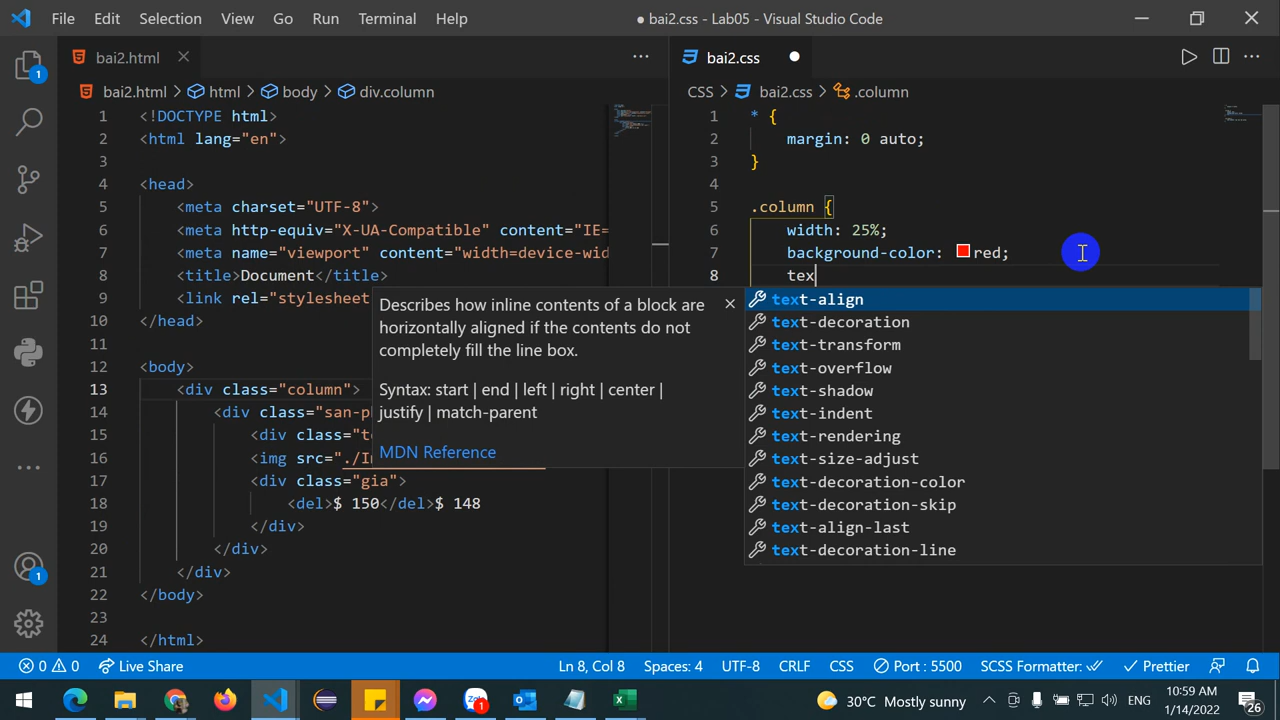 File Edit Selection View Go Run Terminal Help
● bai2.css - Lab05 - Visual Studio Code
1
1
bai2.html
bai2.html > html > body > div.column
1 <!DOCTYPE html>
2 <html lang="en">
3
4 <head>
5 <meta charset="UTF-8">
6 <meta http-equiv="X-UA-Compatible" content="IE=
7 <meta name="viewport" content="width=device-wid
8 <title>Document</title>
9 <link rel="stylesheet
10 </head>
11
12 <body>
13 <div class="column">
14 <div class="san-ph
15 <div class="t
16 <img src="./I
17 <div class="gia">
18 <del>$ 150</del>$ 148
19 </div>
20 </div>
21 </div>
22 </body>
23
24 </html>
bai2.css
CSS > bai2.css > .column
1 * {
2 margin: 0 auto;
3 }
4
5 .column {
6 width: 25%;
7 background-color: red;
8 tex
Describes how inline contents of a block are
horizontally aligned if the contents do not
completely fill the line box.
Syntax: start | end | left | right | center |
justify | match-parent
MDN Reference
text-align
text-decoration
text-transform
text-overflow
text-shadow
text-indent
text-rendering
text-size-adjust
text-decoration-color
text-decoration-skip
text-align-last
text-decoration-line
0 0 Live Share
Ln 8, Col 8 Spaces: 4 UTF-8 CRLF CSS Port : 5500 SCSS Formatter: Prettier
1
30°C Mostly sunny
ENG
10:59 AM
1/14/2022
26